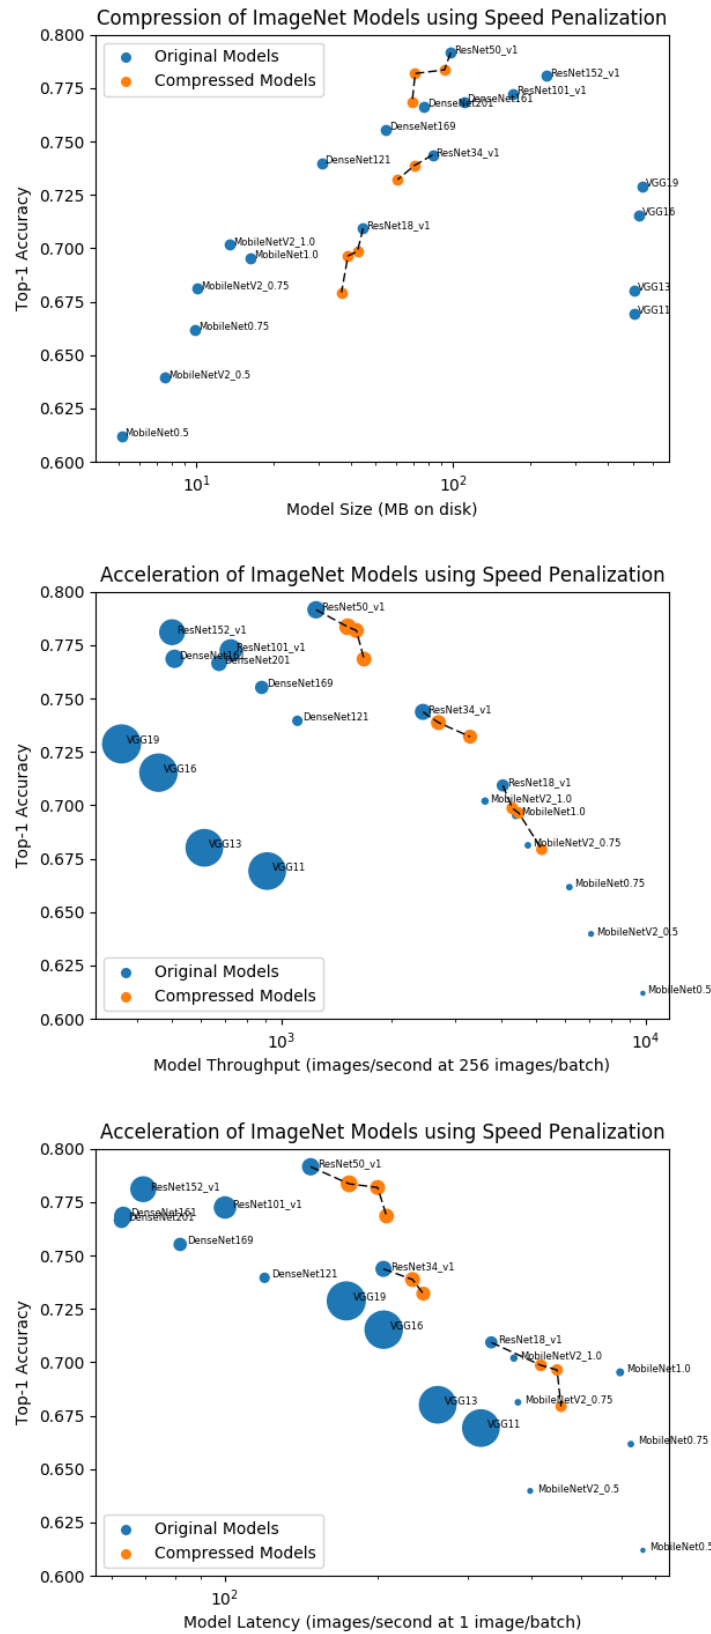 Compression of ImageNet Models using Speed Penalization
0.800
0.775
0.750
0.725
0.700
0.675
0.650
0.625
0.600
Top-1 Accuracy
Original Models
Compressed Models
ResNet50_v1
ResNet152_v1
ResNet101_v1
DenseNet161
DenseNet201
DenseNet169
ResNet34_v1
DenseNet121
VGG19
VGG16
ResNet18_v1
MobileNetV2_1.0
MobileNet1.0
MobileNetV2_0.75
VGG13
MobileNet0.75
VGG11
MobileNetV2_0.5
MobileNet0.5
10¹
10²
Model Size (MB on disk)
Acceleration of ImageNet Models using Speed Penalization
0.800
0.775
0.750
0.725
0.700
0.675
0.650
0.625
0.600
Top-1 Accuracy
ResNet50_v1
ResNet152_v1
ResNet101_v1
DenseNet161
DenseNet201
DenseNet169
DenseNet121
ResNet34_v1
VGG19
VGG16
ResNet18_v1
MobileNetV2_1.0
MobileNet1.0
VGG13
MobileNetV2_0.75
VGG11
MobileNet0.75
MobileNetV2_0.5
MobileNet0.5
Original Models
Compressed Models
10³
10⁴
Model Throughput (images/second at 256 images/batch)
Acceleration of ImageNet Models using Speed Penalization
0.800
0.775
0.750
0.725
0.700
0.675
0.650
0.625
0.600
Top-1 Accuracy
ResNet50_v1
ResNet152_v1
ResNet101_v1
DenseNet161
DenseNet201
DenseNet169
DenseNet121
ResNet34_v1
VGG19
VGG16
ResNet18_v1
MobileNetV2_1.0
MobileNet1.0
VGG13
MobileNetV2_0.75
VGG11
MobileNet0.75
MobileNetV2_0.5
MobileNet0.5
Original Models
Compressed Models
10²
Model Latency (images/second at 1 image/batch)